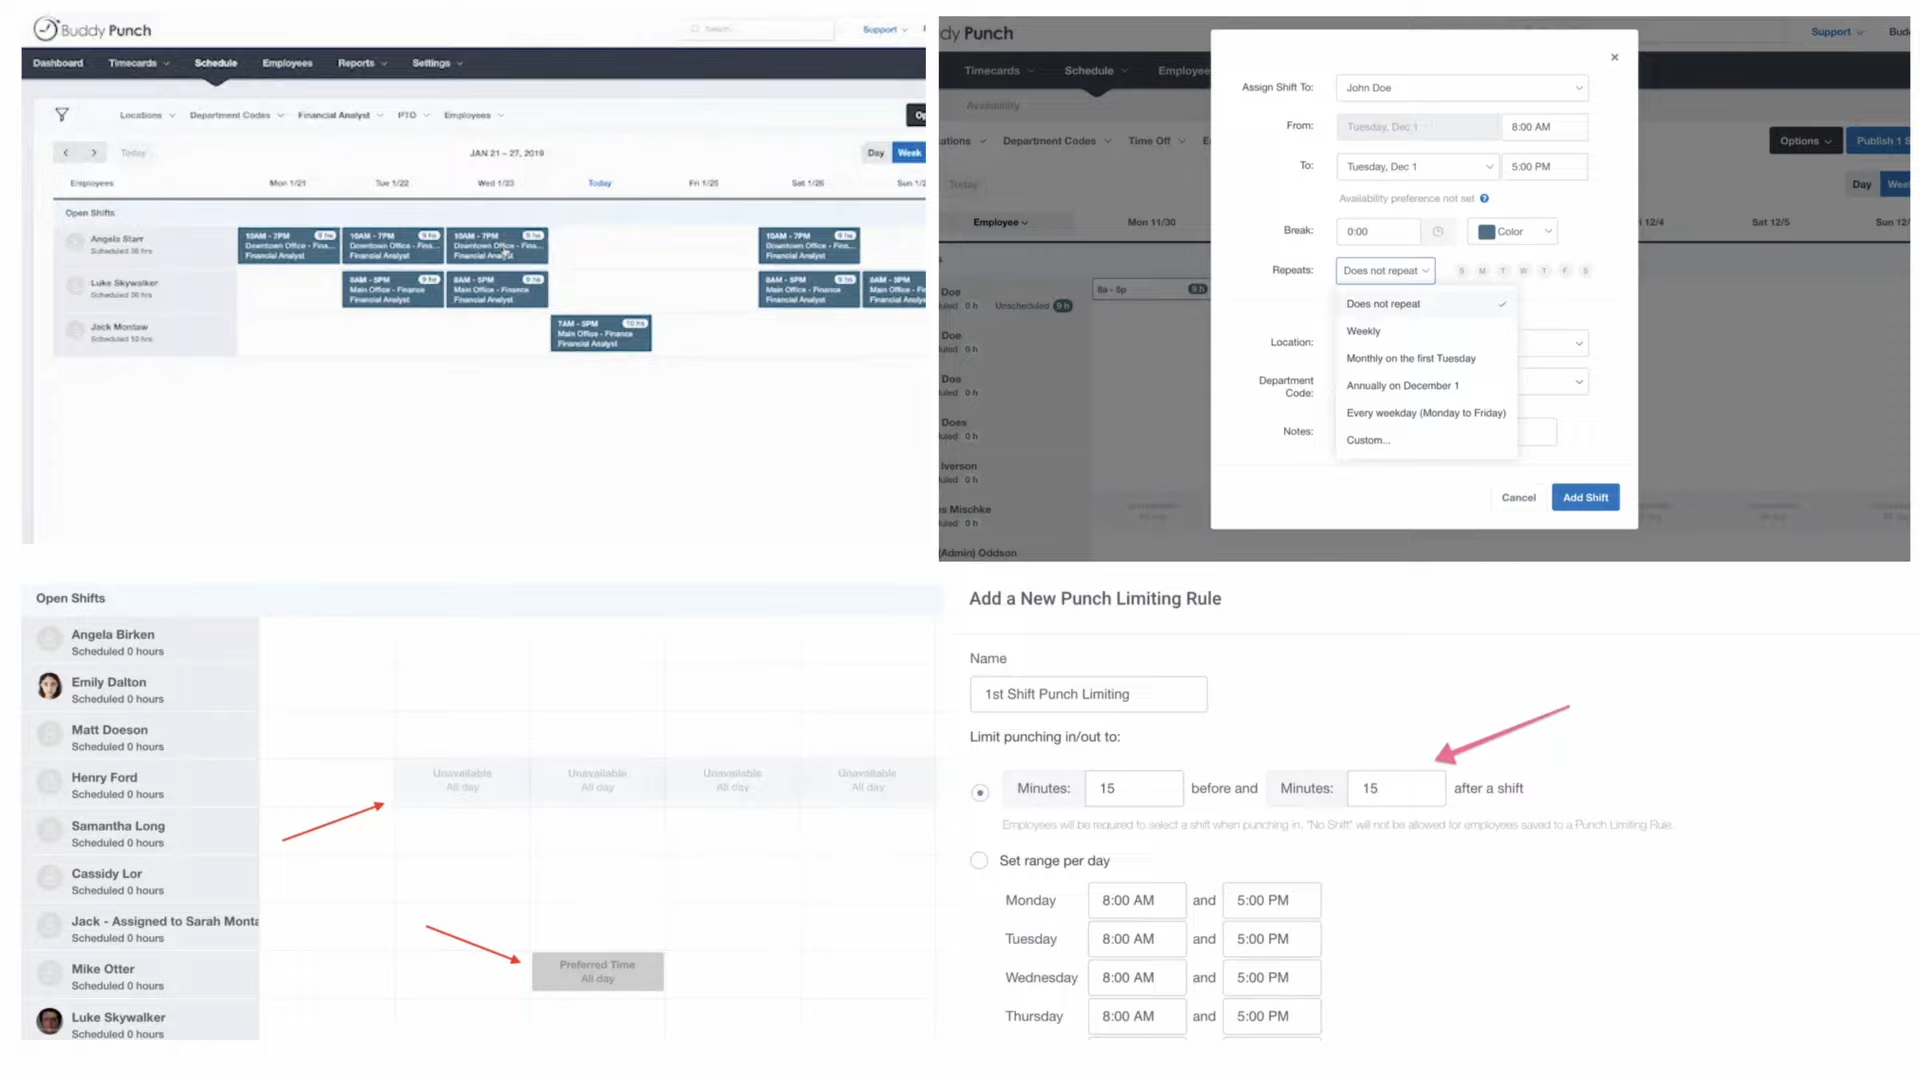 Buddy Punch
Search...
Support
Dashboard Timecards Schedule Employees Reports Settings
Locations Department Codes Financial Analyst PTO Employees
Op
Today JAN 21 - 27, 2019 Day Week
Employees Mon 1/21 Tue 1/22 Wed 1/23 Today Fri 1/25 Sat 1/26 Sun 1/2
Open Shifts
Angela Starr
Scheduled 36 hrs
10AM - 7PM 9 hs
Downtown Office - Fina...
Financial Analyst
10AM - 7PM 9 hs
Downtown Office - Fina...
Financial Analyst
10AM - 7PM 9 hs
Downtown Office - Fina...
Financial Analyst
10AM - 7PM 9 hs
Downtown Office - Fina...
Financial Analyst
Luke Skywalker
Scheduled 36 hrs
8AM - 5PM 9 hs
Main Office - Finance
Financial Analyst
8AM - 5PM 9 hs
Main Office - Finance
Financial Analyst
8AM - 5PM 9 hs
Main Office - Finance
Financial Analyst
8AM - 5PM
Main Office - Finan
Financial Analyst
Jack Montaw
Scheduled 10 hrs
7AM - 5PM 10 hs
Main Office - Finance
Financial Analyst
dy Punch
Support Bud
Timecards Schedule Employee
Availability
ations Department Codes Time Off E
Options Publish 1 S
Today
Day Wee
Employee Mon 11/30 i 12/4 Sat 12/5 Sun 12/
s
Doe
uled 0 h Unscheduled 9 h
8a - 5p 9 h
Doe
uled 0 h
Doe
uled 0 h
Does
uled 0 h
Iverson
uled 0 h
s Mischke
uled 0 h
(Admin) Oddson
×
Assign Shift To: John Doe
From: Tuesday, Dec 1 8:00 AM
To: Tuesday, Dec 1 5:00 PM
Availability preference not set ?
Break: 0:00 Color
Repeats: Does not repeat S M T W T F S
Does not repeat
Weekly
Monthly on the first Tuesday
Annually on December 1
Every weekday (Monday to Friday)
Custom...
Location:
Department
Code:
Notes:
Cancel Add Shift
Open Shifts
Angela Birken
Scheduled 0 hours
Emily Dalton
Scheduled 0 hours
Matt Doeson
Scheduled 0 hours
Henry Ford
Scheduled 0 hours
Unavailable Unavailable Unavailable Unavailable
All day All day All day All day
Samantha Long
Scheduled 0 hours
Cassidy Lor
Scheduled 0 hours
Jack - Assigned to Sarah Monta
Scheduled 0 hours
Mike Otter
Scheduled 0 hours
Preferred Time
All day
Luke Skywalker
Scheduled 0 hours
Add a New Punch Limiting Rule
Name
1st Shift Punch Limiting
Limit punching in/out to:
Minutes: 15 before and Minutes: 15 after a shift
Employees will be required to select a shift when punching in. "No Shift" will not be allowed for employees saved to a Punch Limiting Rule.
Set range per day
Monday 8:00 AM and 5:00 PM
Tuesday 8:00 AM and 5:00 PM
Wednesday 8:00 AM and 5:00 PM
Thursday 8:00 AM and 5:00 PM